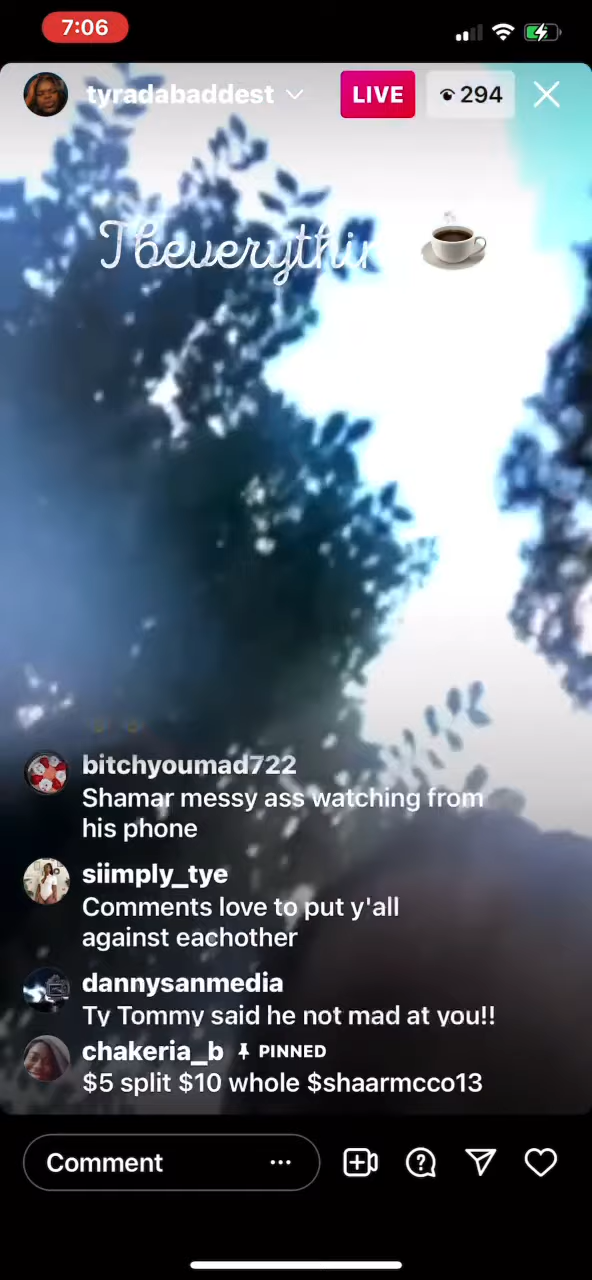 7:06
tyradabaddest
LIVE
294
bitchyoumad722
Shamar messy ass watching from
his phone
siimply_tye
Comments love to put y'all
against eachother
dannysanmedia
Ty Tommy said he not mad at you!!
chakeria_b PINNED
$5 split $10 whole $shaarmcco13
Comment